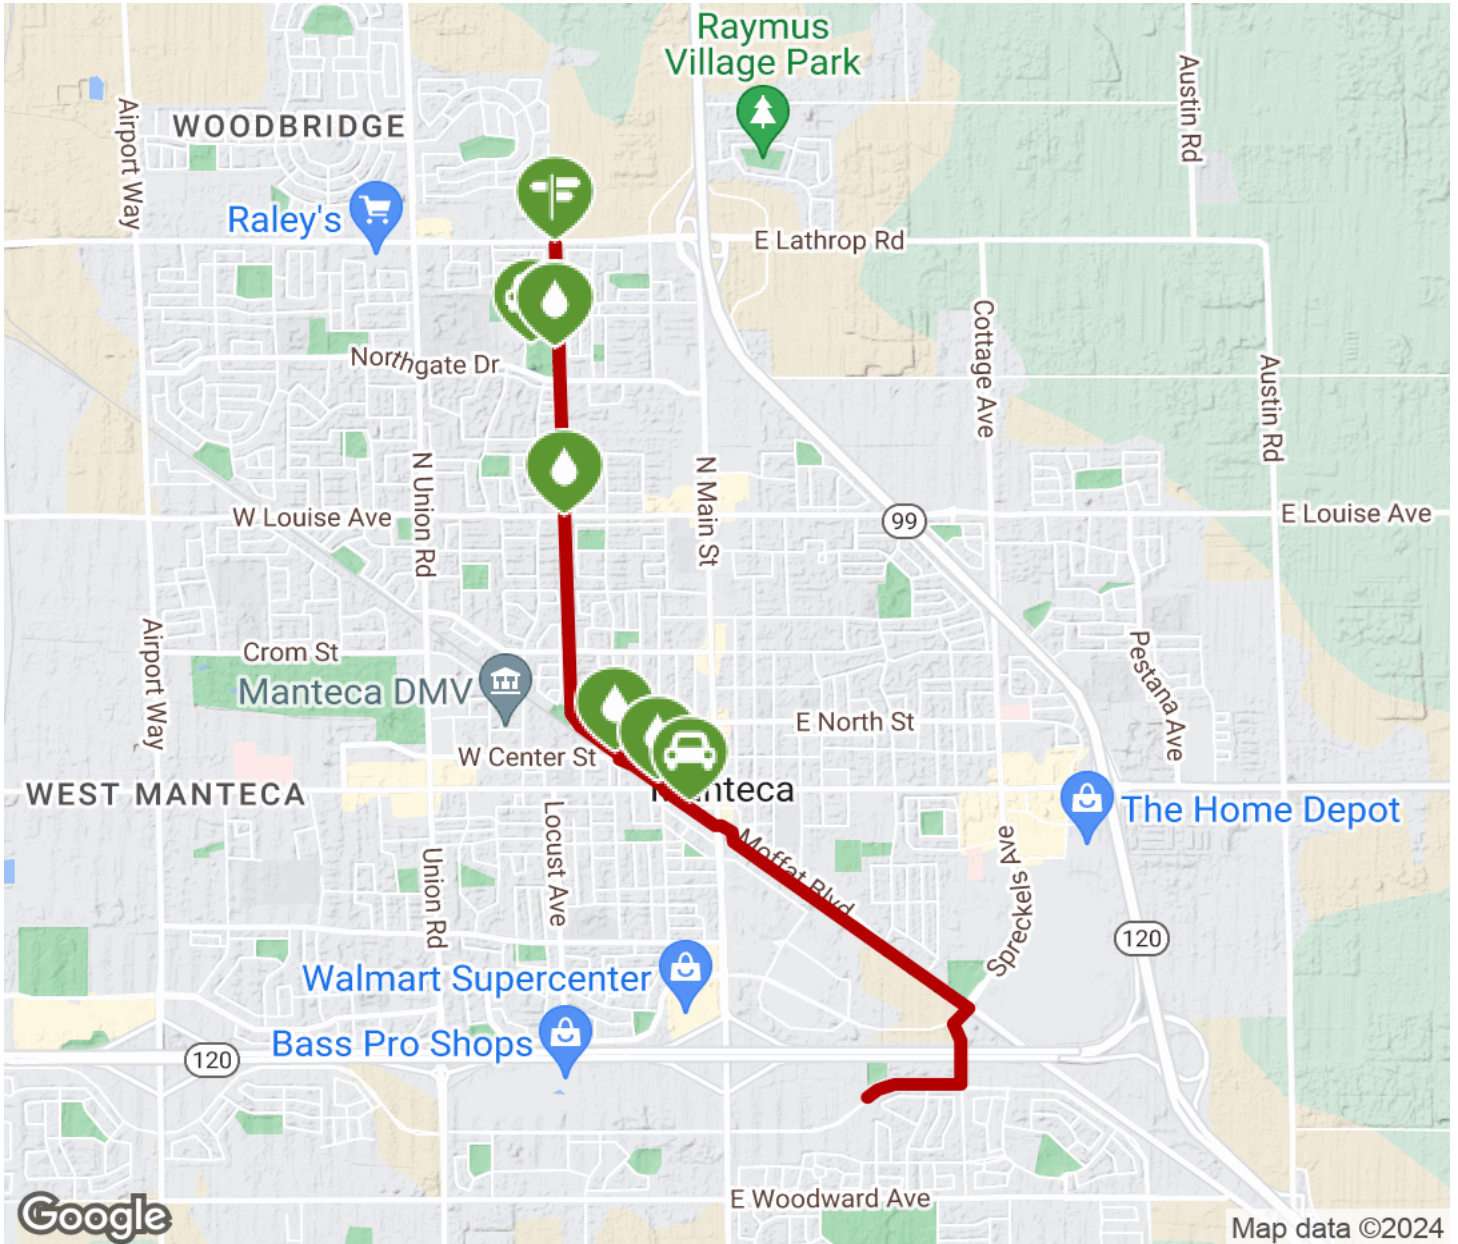 Raymus
Village Park
Austin Rd
Airport Way
WOODBRIDGE
Raley's
E Lathrop Rd
Cottage Ave
Northgate Dr
Austin Rd
N Union Rd
N Main St
W Louise Ave
99
E Louise Ave
Airport Way
Crom St
Pestana Ave
Manteca DMV
E North St
W Center St
WEST MANTECA
Manteca
The Home Depot
Locust Ave
Moffat Blvd
Spreckels Ave
Union Rd
120
Walmart Supercenter
Bass Pro Shops
120
E Woodward Ave
Google
Map data ©2024